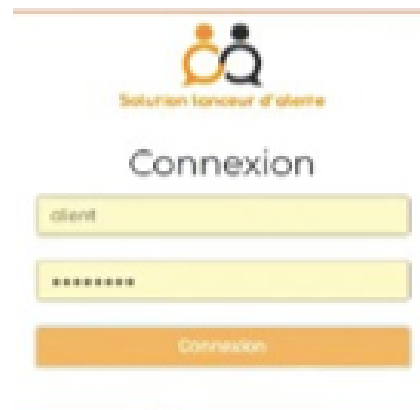 Solution lanceur d'alerte
Connexion
client
••••••••
Connexion